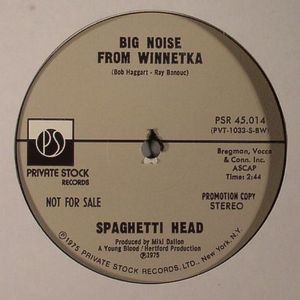 BIG NOISE
FROM WINNETKA
(Bob Haggart - Ray Bauduc)
PSR 45,014
(PVT-1033-S-BW)
Bregman, Vocco
& Conn. Inc.
ASCAP
Time: 2:44
PS
PRIVATE STOCK
RECORDS
NOT FOR SALE
PROMOTION COPY
STEREO
SPAGHETTI HEAD
Produced by Miki Dallon
A Young Blood / Hertford Production
℗1975
©1975 PRIVATE STOCK RECORDS, LTD., New York, N.Y.